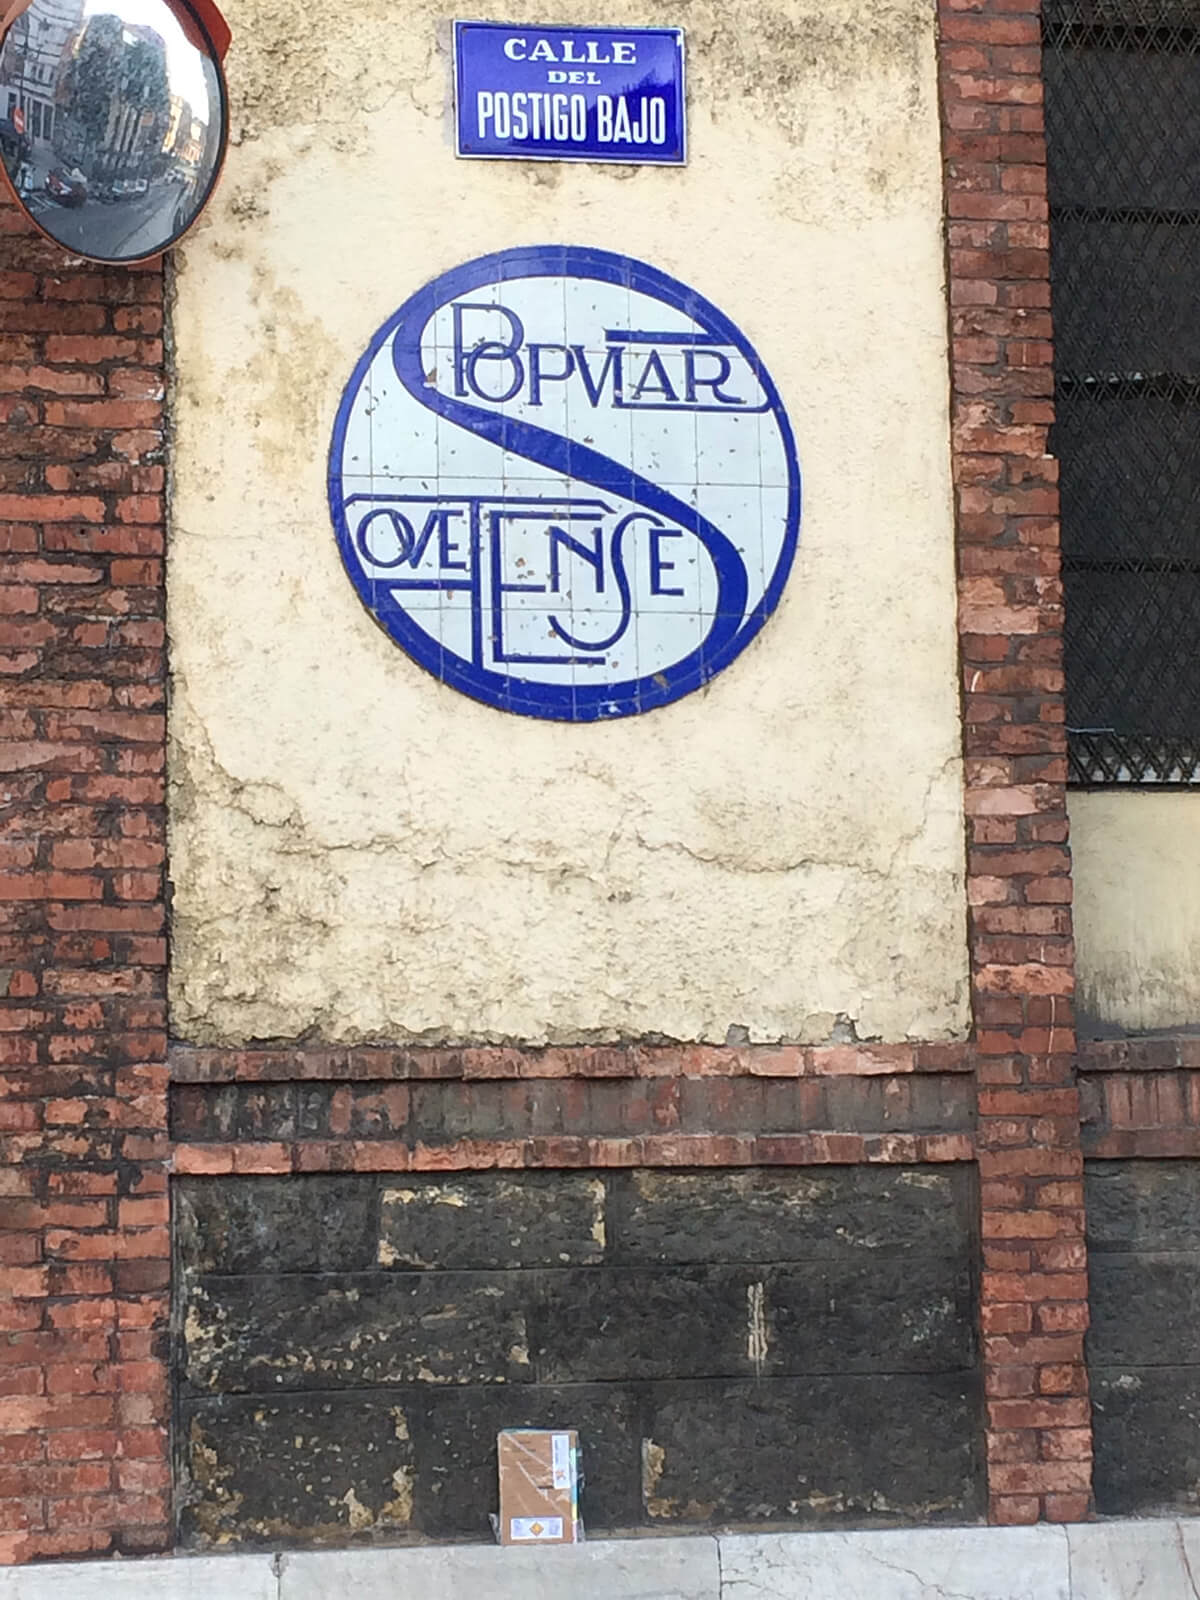 CALLE
DEL
POSTIGO BAJO
POPVLAR
OVETENSE